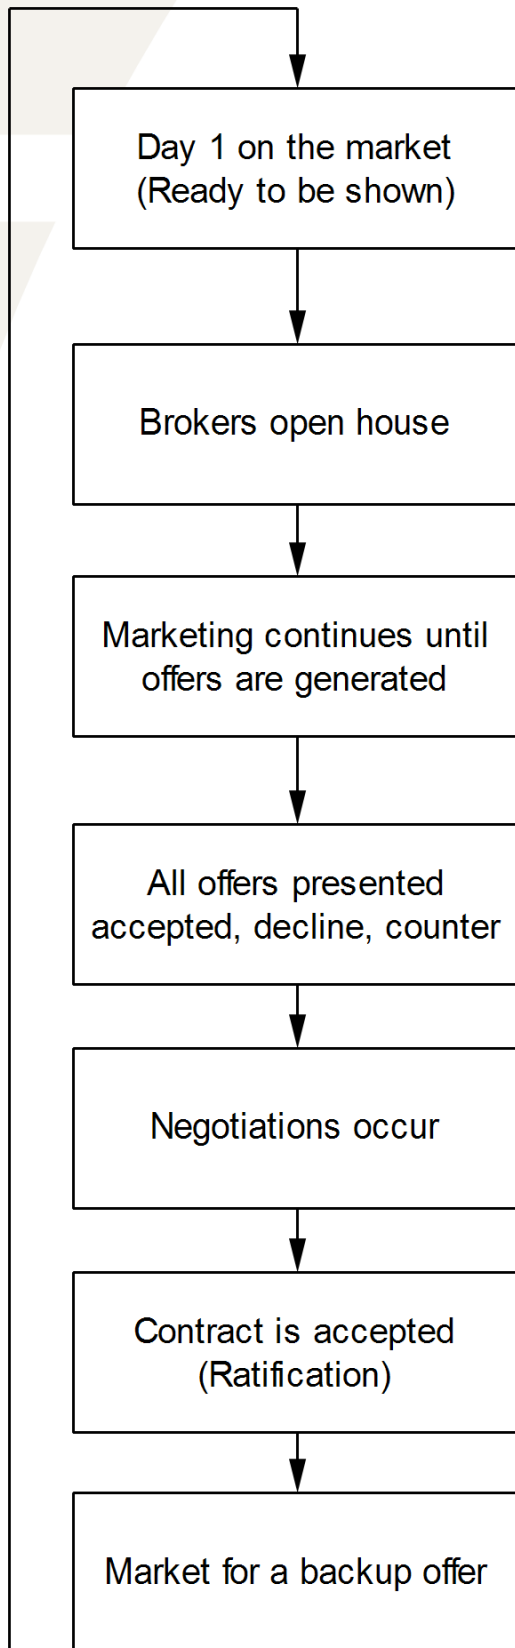 Day 1 on the market
(Ready to be shown)
Brokers open house
Marketing continues until
offers are generated
All offers presented
accepted, decline, counter
Negotiations occur
Contract is accepted
(Ratification)
Market for a backup offer